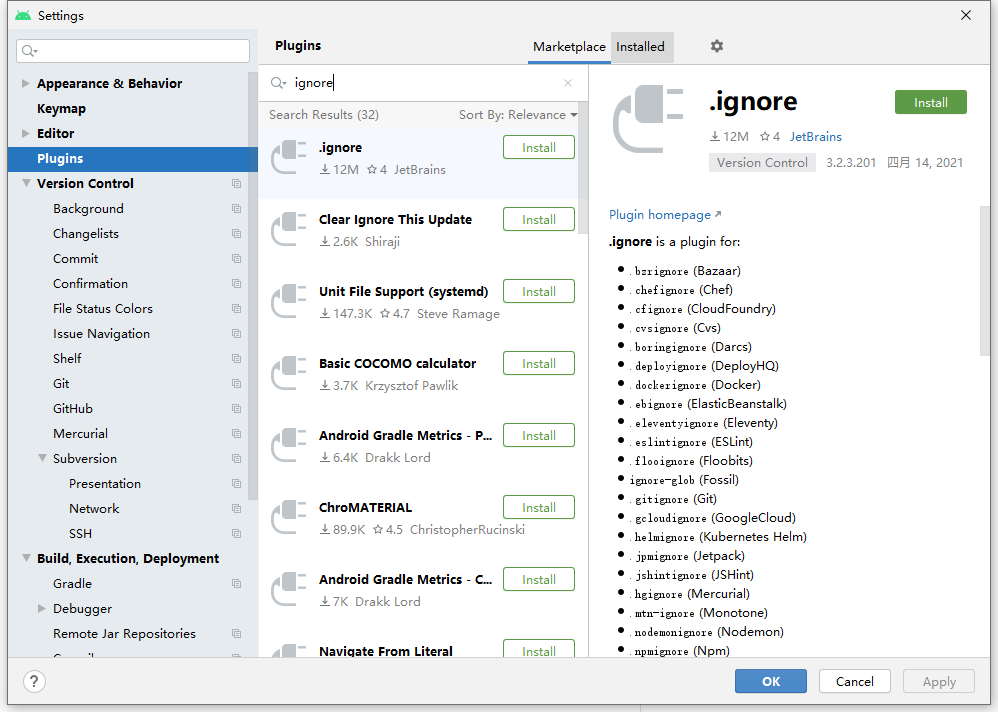 Settings
Plugins
Marketplace
Installed
Appearance & Behavior
Keymap
Editor
Plugins
Version Control
Background
Changelists
Commit
Confirmation
File Status Colors
Issue Navigation
Shelf
Git
GitHub
Mercurial
Subversion
Presentation
Network
SSH
Build, Execution, Deployment
Gradle
Debugger
Remote Jar Repositories
ignore
Search Results (32)
Sort By: Relevance
.ignore
Install
12M 4 JetBrains
Clear Ignore This Update
Install
2.6K Shiraji
Unit File Support (systemd)
Install
147.3K 4.7 Steve Ramage
Basic COCOMO calculator
Install
3.7K Krzysztof Pawlik
Android Gradle Metrics - P...
Install
6.4K Drakk Lord
ChroMATERIAL
Install
89.9K 4.5 ChristopherRucinski
Android Gradle Metrics - C...
Install
7K Drakk Lord
Navigate From Literal
Install
.ignore
Install
12M 4 JetBrains
Version Control 3.2.3.201 四月 14, 2021
Plugin homepage
.ignore is a plugin for:
.bzrignore (Bazaar)
.chefignore (Chef)
.cfignore (CloudFoundry)
.cvsignore (Cvs)
.boringignore (Darcs)
.deployignore (DeployHQ)
.dockerignore (Docker)
.ebignore (ElasticBeanstalk)
.eleventyignore (Eleventy)
.eslintignore (ESLint)
.flooignore (Floobits)
ignore-glob (Fossil)
.gitignore (Git)
.gcloudignore (GoogleCloud)
.helmignore (Kubernetes Helm)
.jpmignore (Jetpack)
.jshintignore (JSHint)
.hgignore (Mercurial)
.mtn-ignore (Monotone)
.nodemonignore (Nodemon)
.npmignore (Npm)
?
OK
Cancel
Apply